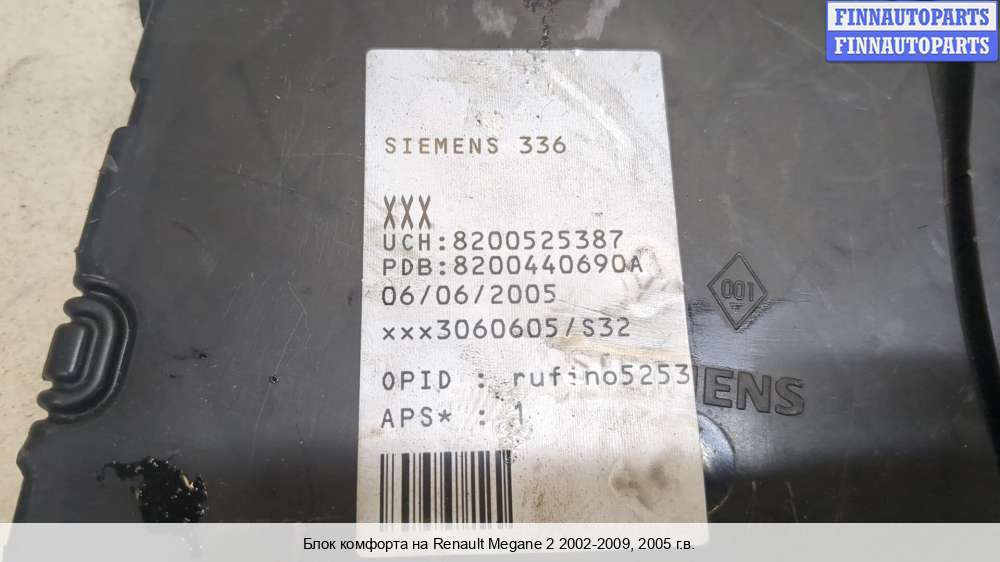 FINNAUTOPARTS
FINNAUTOPARTS
SIEMENS 336
XXX
UCH:8200525387
PDB:8200440690A
06/06/2005
xxx3060605/S32
OPID : rufino5253
APS* : 1
001
IENS
Блок комфорта на Renault Megane 2 2002-2009, 2005 г.в.